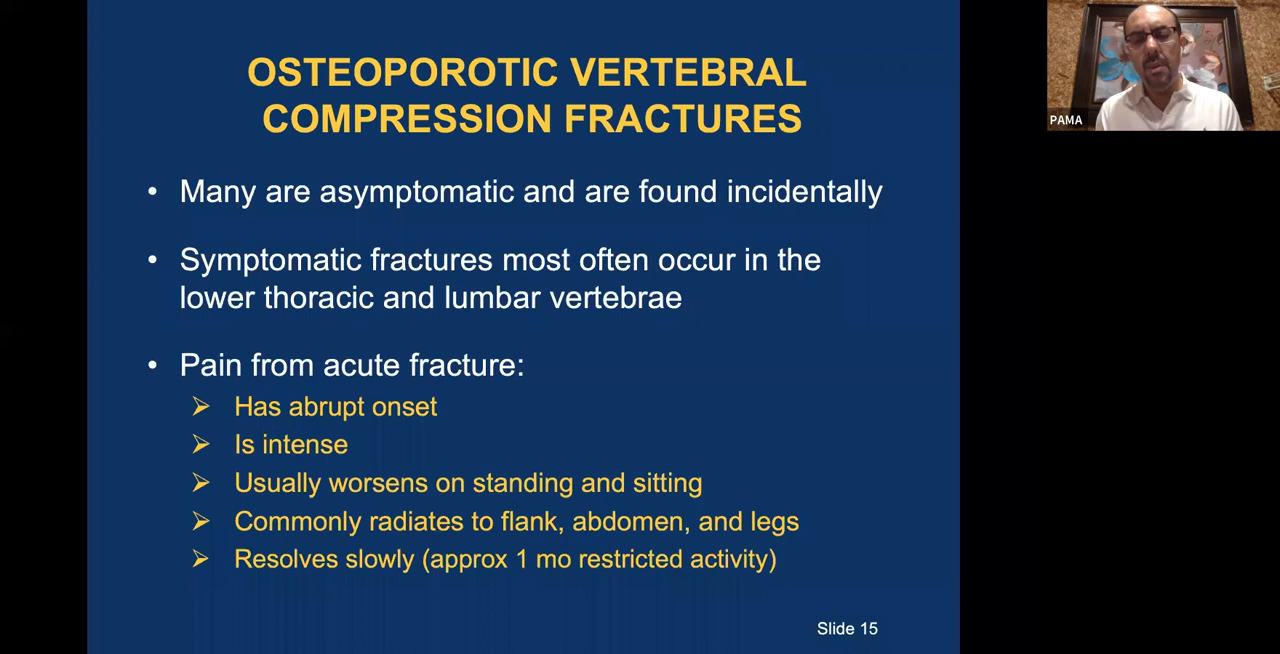 OSTEOPOROTIC VERTEBRAL
COMPRESSION FRACTURES
• Many are asymptomatic and are found incidentally
• Symptomatic fractures most often occur in the
lower thoracic and lumbar vertebrae
• Pain from acute fracture:
➢ Has abrupt onset
➢ Is intense
➢ Usually worsens on standing and sitting
➢ Commonly radiates to flank, abdomen, and legs
➢ Resolves slowly (approx 1 mo restricted activity)
Slide 15
PAMA